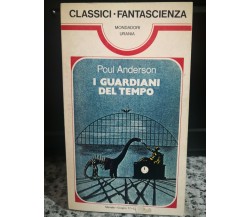 CLASSICI • FANTASCIENZA
MONDADORI
URANIA
Poul Anderson
I GUARDIANI
DEL TEMPO